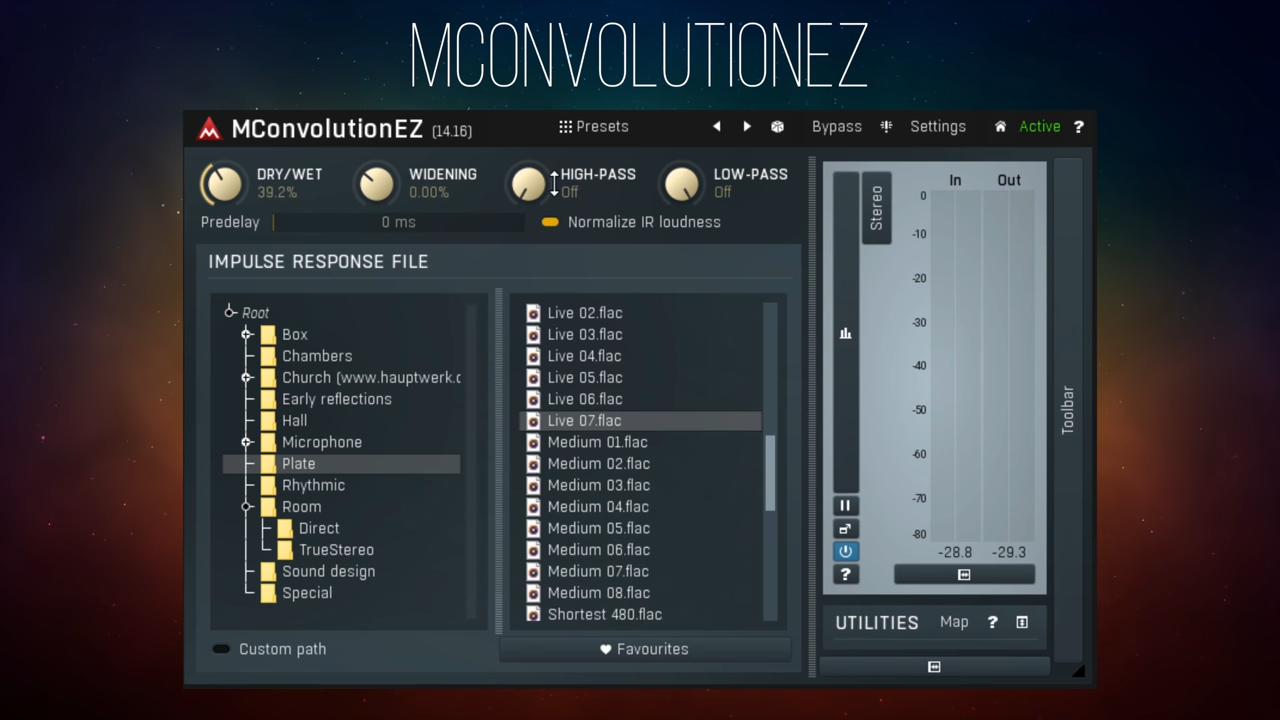 MCONVOLUTIONEZ
MConvolutionEZ (14.16)
Presets
Bypass
Settings
Active ?
DRY/WET
39.2%
WIDENING
0.00%
HIGH-PASS
Off
LOW-PASS
Off
Predelay
0 ms
Normalize IR loudness
IMPULSE RESPONSE FILE
Root
Box
Chambers
Church (www.hauptwerk.c
Early reflections
Hall
Microphone
Plate
Rhythmic
Room
Direct
TrueStereo
Sound design
Special
Custom path
Live 02.flac
Live 03.flac
Live 04.flac
Live 05.flac
Live 06.flac
Live 07.flac
Medium 01.flac
Medium 02.flac
Medium 03.flac
Medium 04.flac
Medium 05.flac
Medium 06.flac
Medium 07.flac
Medium 08.flac
Shortest 480.flac
Favourites
Stereo
In Out
0
-10
-20
-30
-40
-50
-60
-70
-80
-28.8 -29.3
?
UTILITIES Map ?
Toolbar